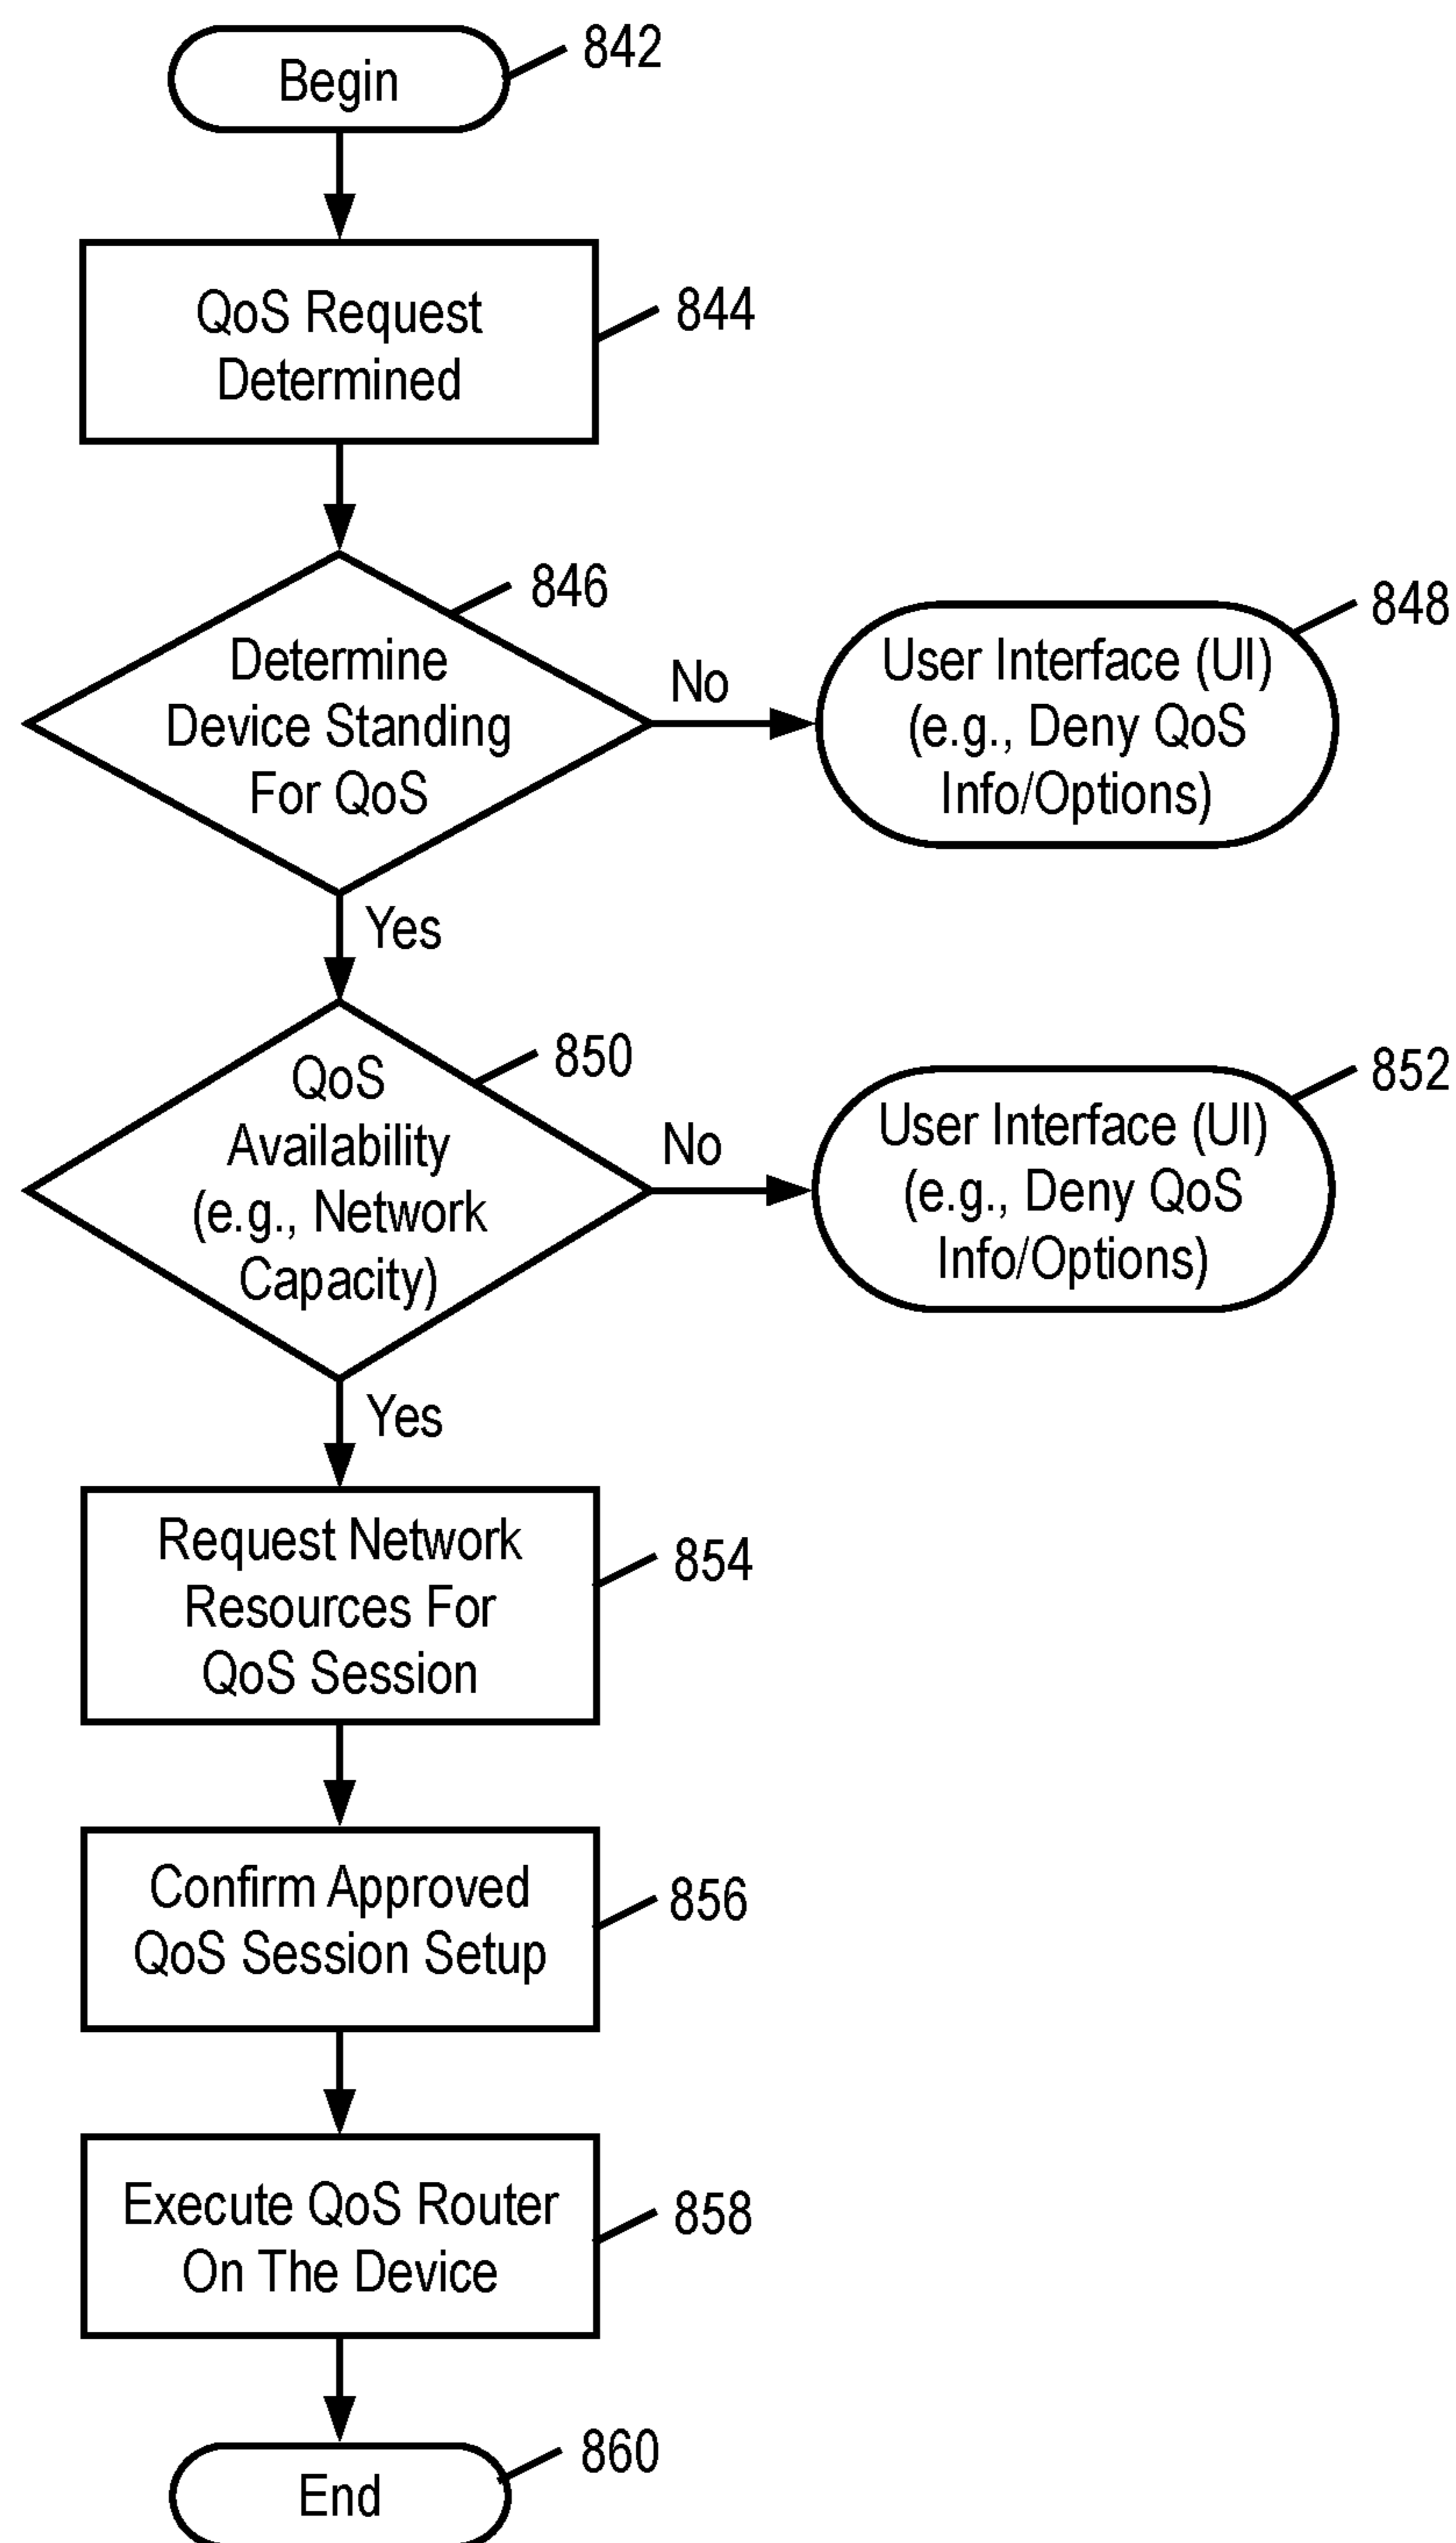 Begin
842
QoS Request
Determined
844
846
Determine
Device Standing
For QoS
No
848
User Interface (UI)
(e.g., Deny QoS
Info/Options)
Yes
850
QoS
Availability
(e.g., Network
Capacity)
No
852
User Interface (UI)
(e.g., Deny QoS
Info/Options)
Yes
Request Network
Resources For
QoS Session
854
Confirm Approved
QoS Session Setup
856
Execute QoS Router
On The Device
858
860
End